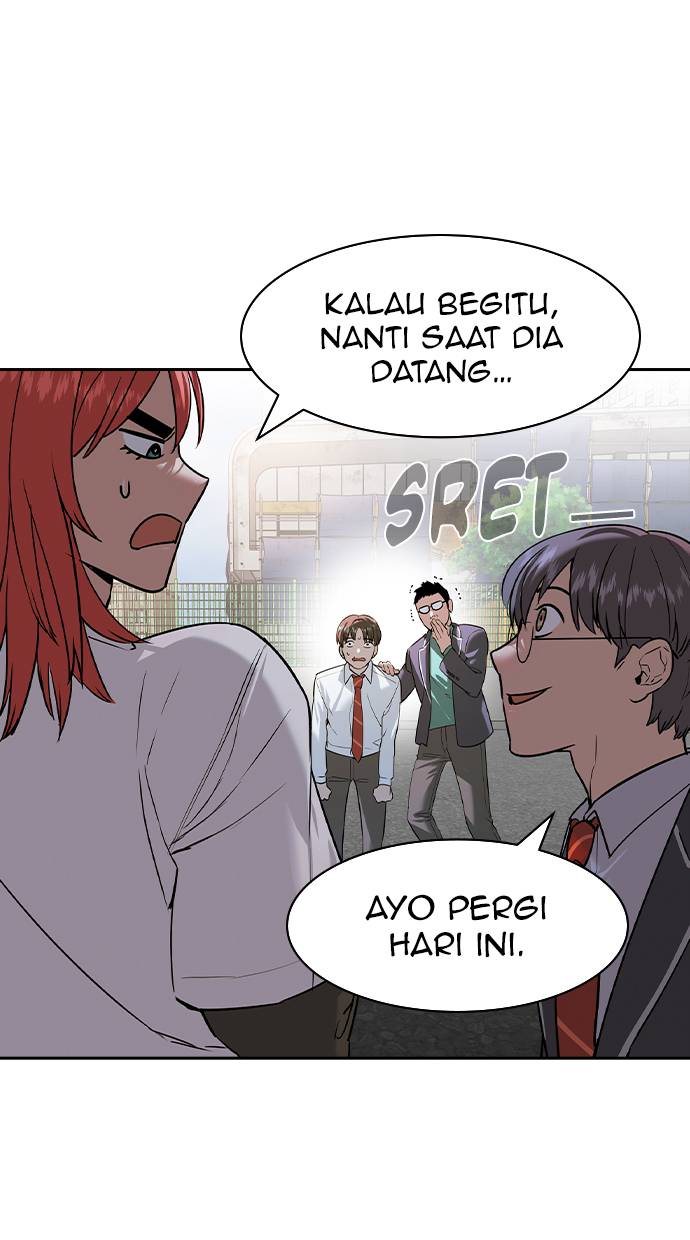 KALAU BEGITU,
NANTI SAAT DIA
DATANG...
SRET
AYO PERGI
HARI INI.